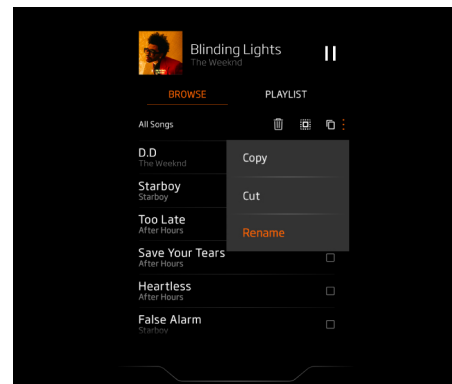 Blinding Lights
The Weeknd
BROWSE PLAYLIST
All Songs
D.D
The Weeknd
Copy
Starboy
Starboy
Cut
Too Late
After Hours
Rename
Save Your Tears
After Hours
Heartless
After Hours
False Alarm
Starboy